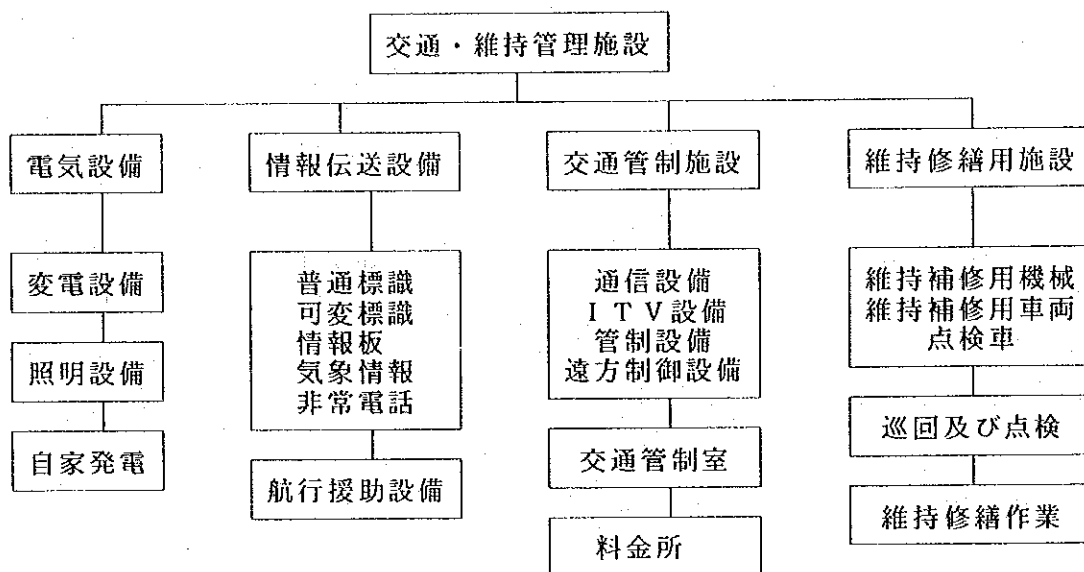 交通・維持管理施設
電気設備
変電設備
照明設備
自家発電
情報伝送設備
普通標識
可変標識
情報板
気象情報
非常電話
航行援助設備
交通管制施設
通信設備
ITV設備
管制設備
遠方制御設備
交通管制室
料金所
維持修繕用施設
維持補修用機械
維持補修用車両
点検車
巡回及び点検
維持修繕作業